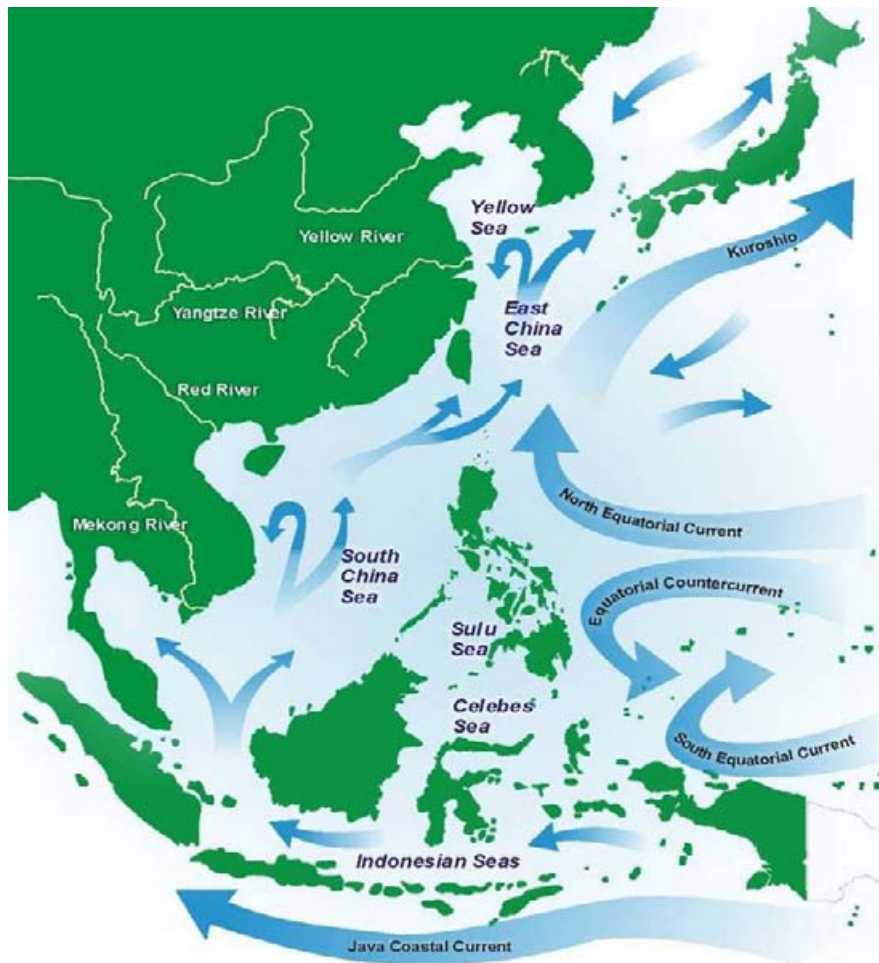 Yellow
Sea
Yellow River
Kuroshio
Yangtze River
East
China
Sea
Red River
North Equatorial Current
Mekong River
South
China
Sea
Equatorial Countercurrent
Sulu
Sea
Celebes
Sea
South Equatorial Current
Indonesian Seas
Java Coastal Current